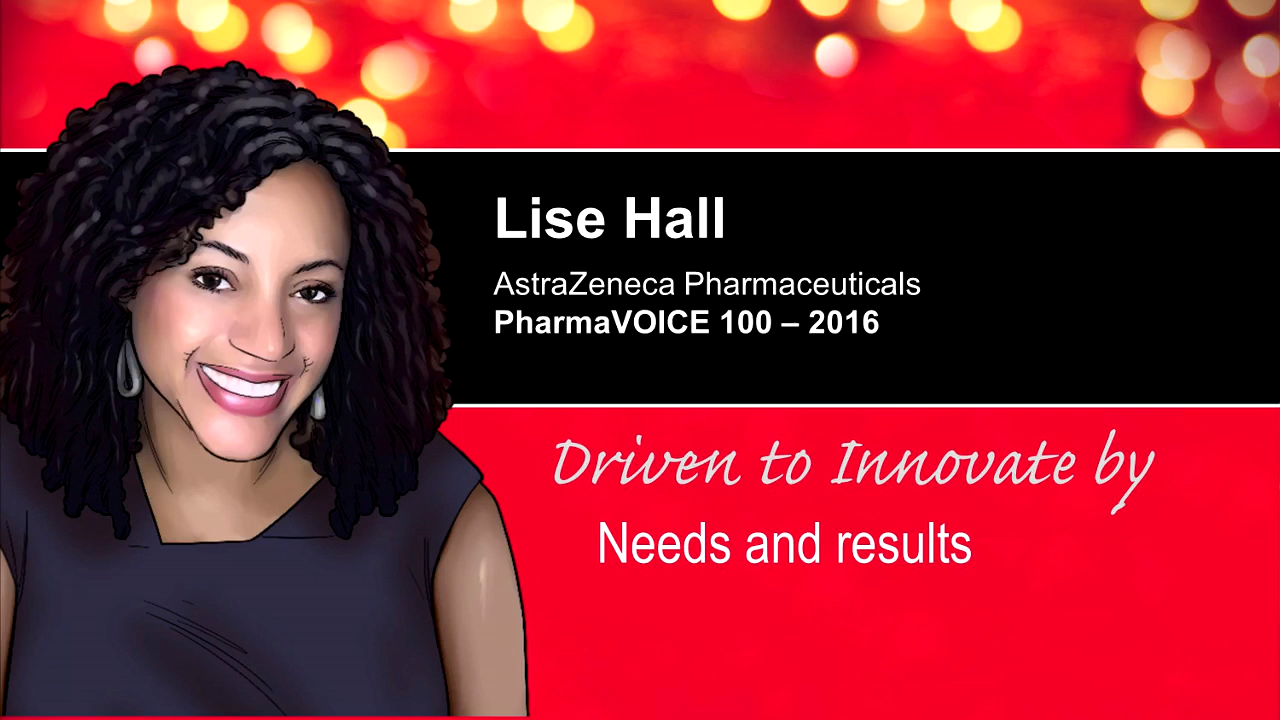 Lise Hall
AstraZeneca Pharmaceuticals
PharmaVOICE 100 – 2016
Driven to Innovate by
Needs and results